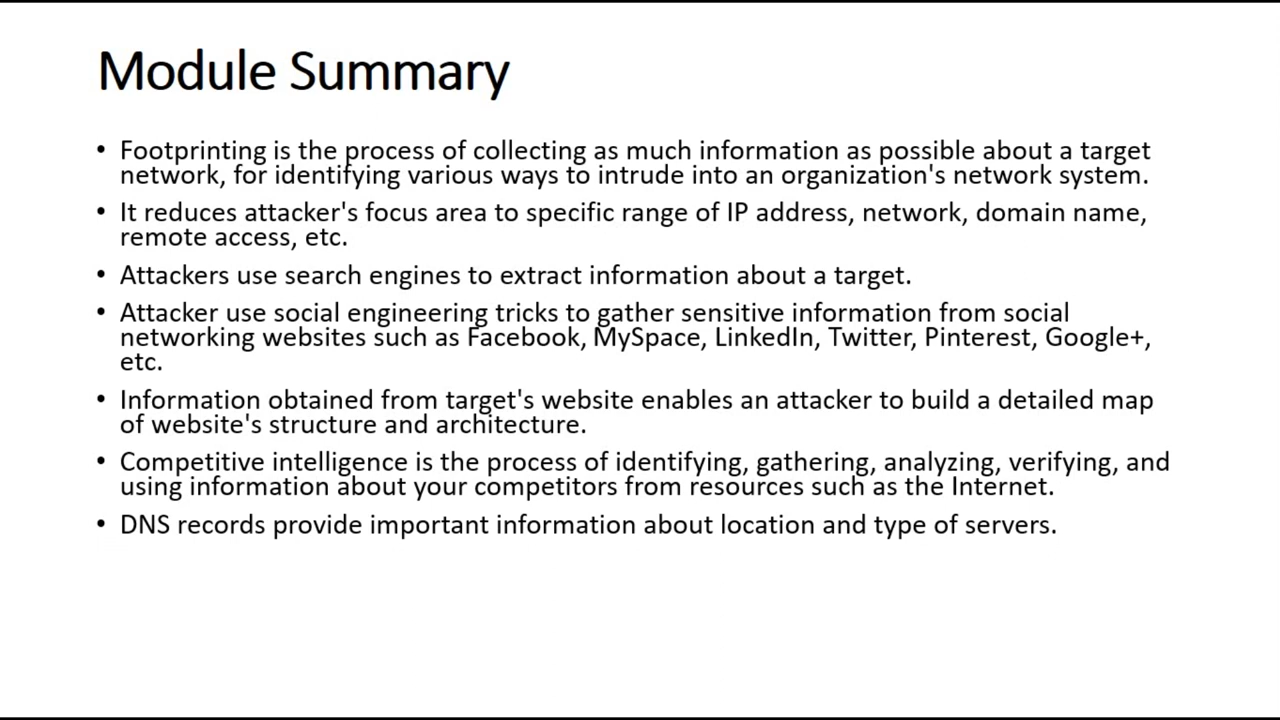 Module Summary
• Footprinting is the process of collecting as much information as possible about a target
network, for identifying various ways to intrude into an organization's network system.
• It reduces attacker's focus area to specific range of IP address, network, domain name,
remote access, etc.
• Attackers use search engines to extract information about a target.
• Attacker use social engineering tricks to gather sensitive information from social
networking websites such as Facebook, MySpace, LinkedIn, Twitter, Pinterest, Google+,
etc.
• Information obtained from target's website enables an attacker to build a detailed map
of website's structure and architecture.
• Competitive intelligence is the process of identifying, gathering, analyzing, verifying, and
using information about your competitors from resources such as the Internet.
• DNS records provide important information about location and type of servers.